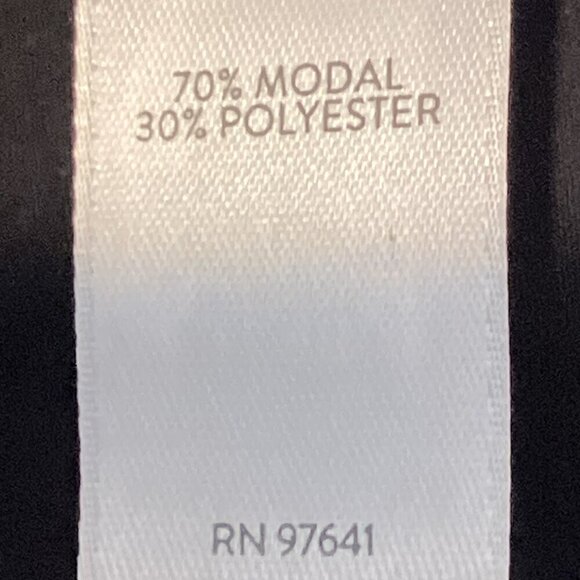 70% MODAL
30% POLYESTER
RN 97641